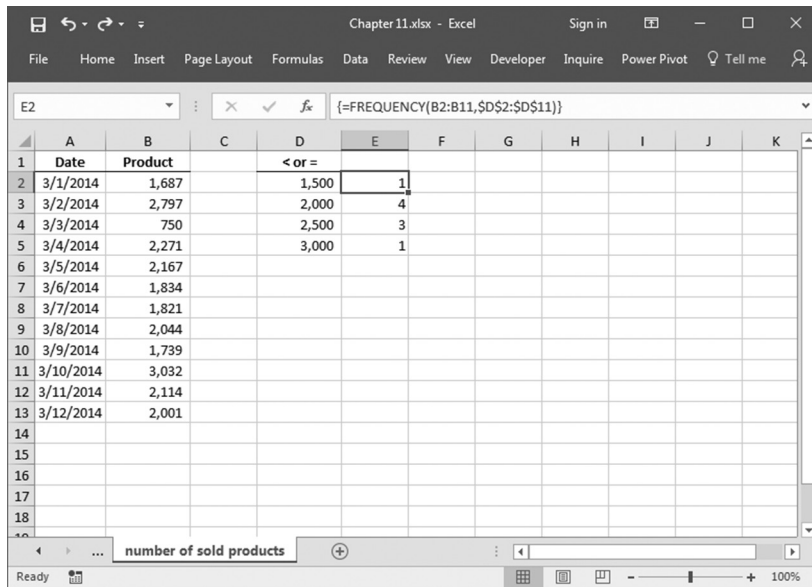 Chapter 11.xlsx - Excel Sign in
File Home Insert Page Layout Formulas Data Review View Developer Inquire Power Pivot Tell me
E2 fx {=FREQUENCY(B2:B11,$D$2:$D$11)}
A B C D E F G H I J K
1 Date Product < or =
2 3/1/2014 1,687 1,500 1
3 3/2/2014 2,797 2,000 4
4 3/3/2014 750 2,500 3
5 3/4/2014 2,271 3,000 1
6 3/5/2014 2,167
7 3/6/2014 1,834
8 3/7/2014 1,821
9 3/8/2014 2,044
10 3/9/2014 1,739
11 3/10/2014 3,032
12 3/11/2014 2,114
13 3/12/2014 2,001
14
15
16
17
18
... number of sold products
Ready 100%